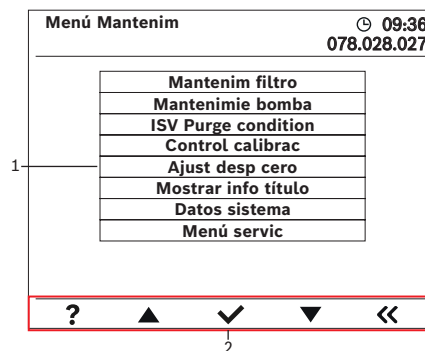 Menú Mantenim 09:36
078.028.027
Mantenim filtro
Mantenimie bomba
ISV Purge condition
Control calibrac
1 Ajust desp cero
Mostrar info título
Datos sistema
Menú servic
?
2